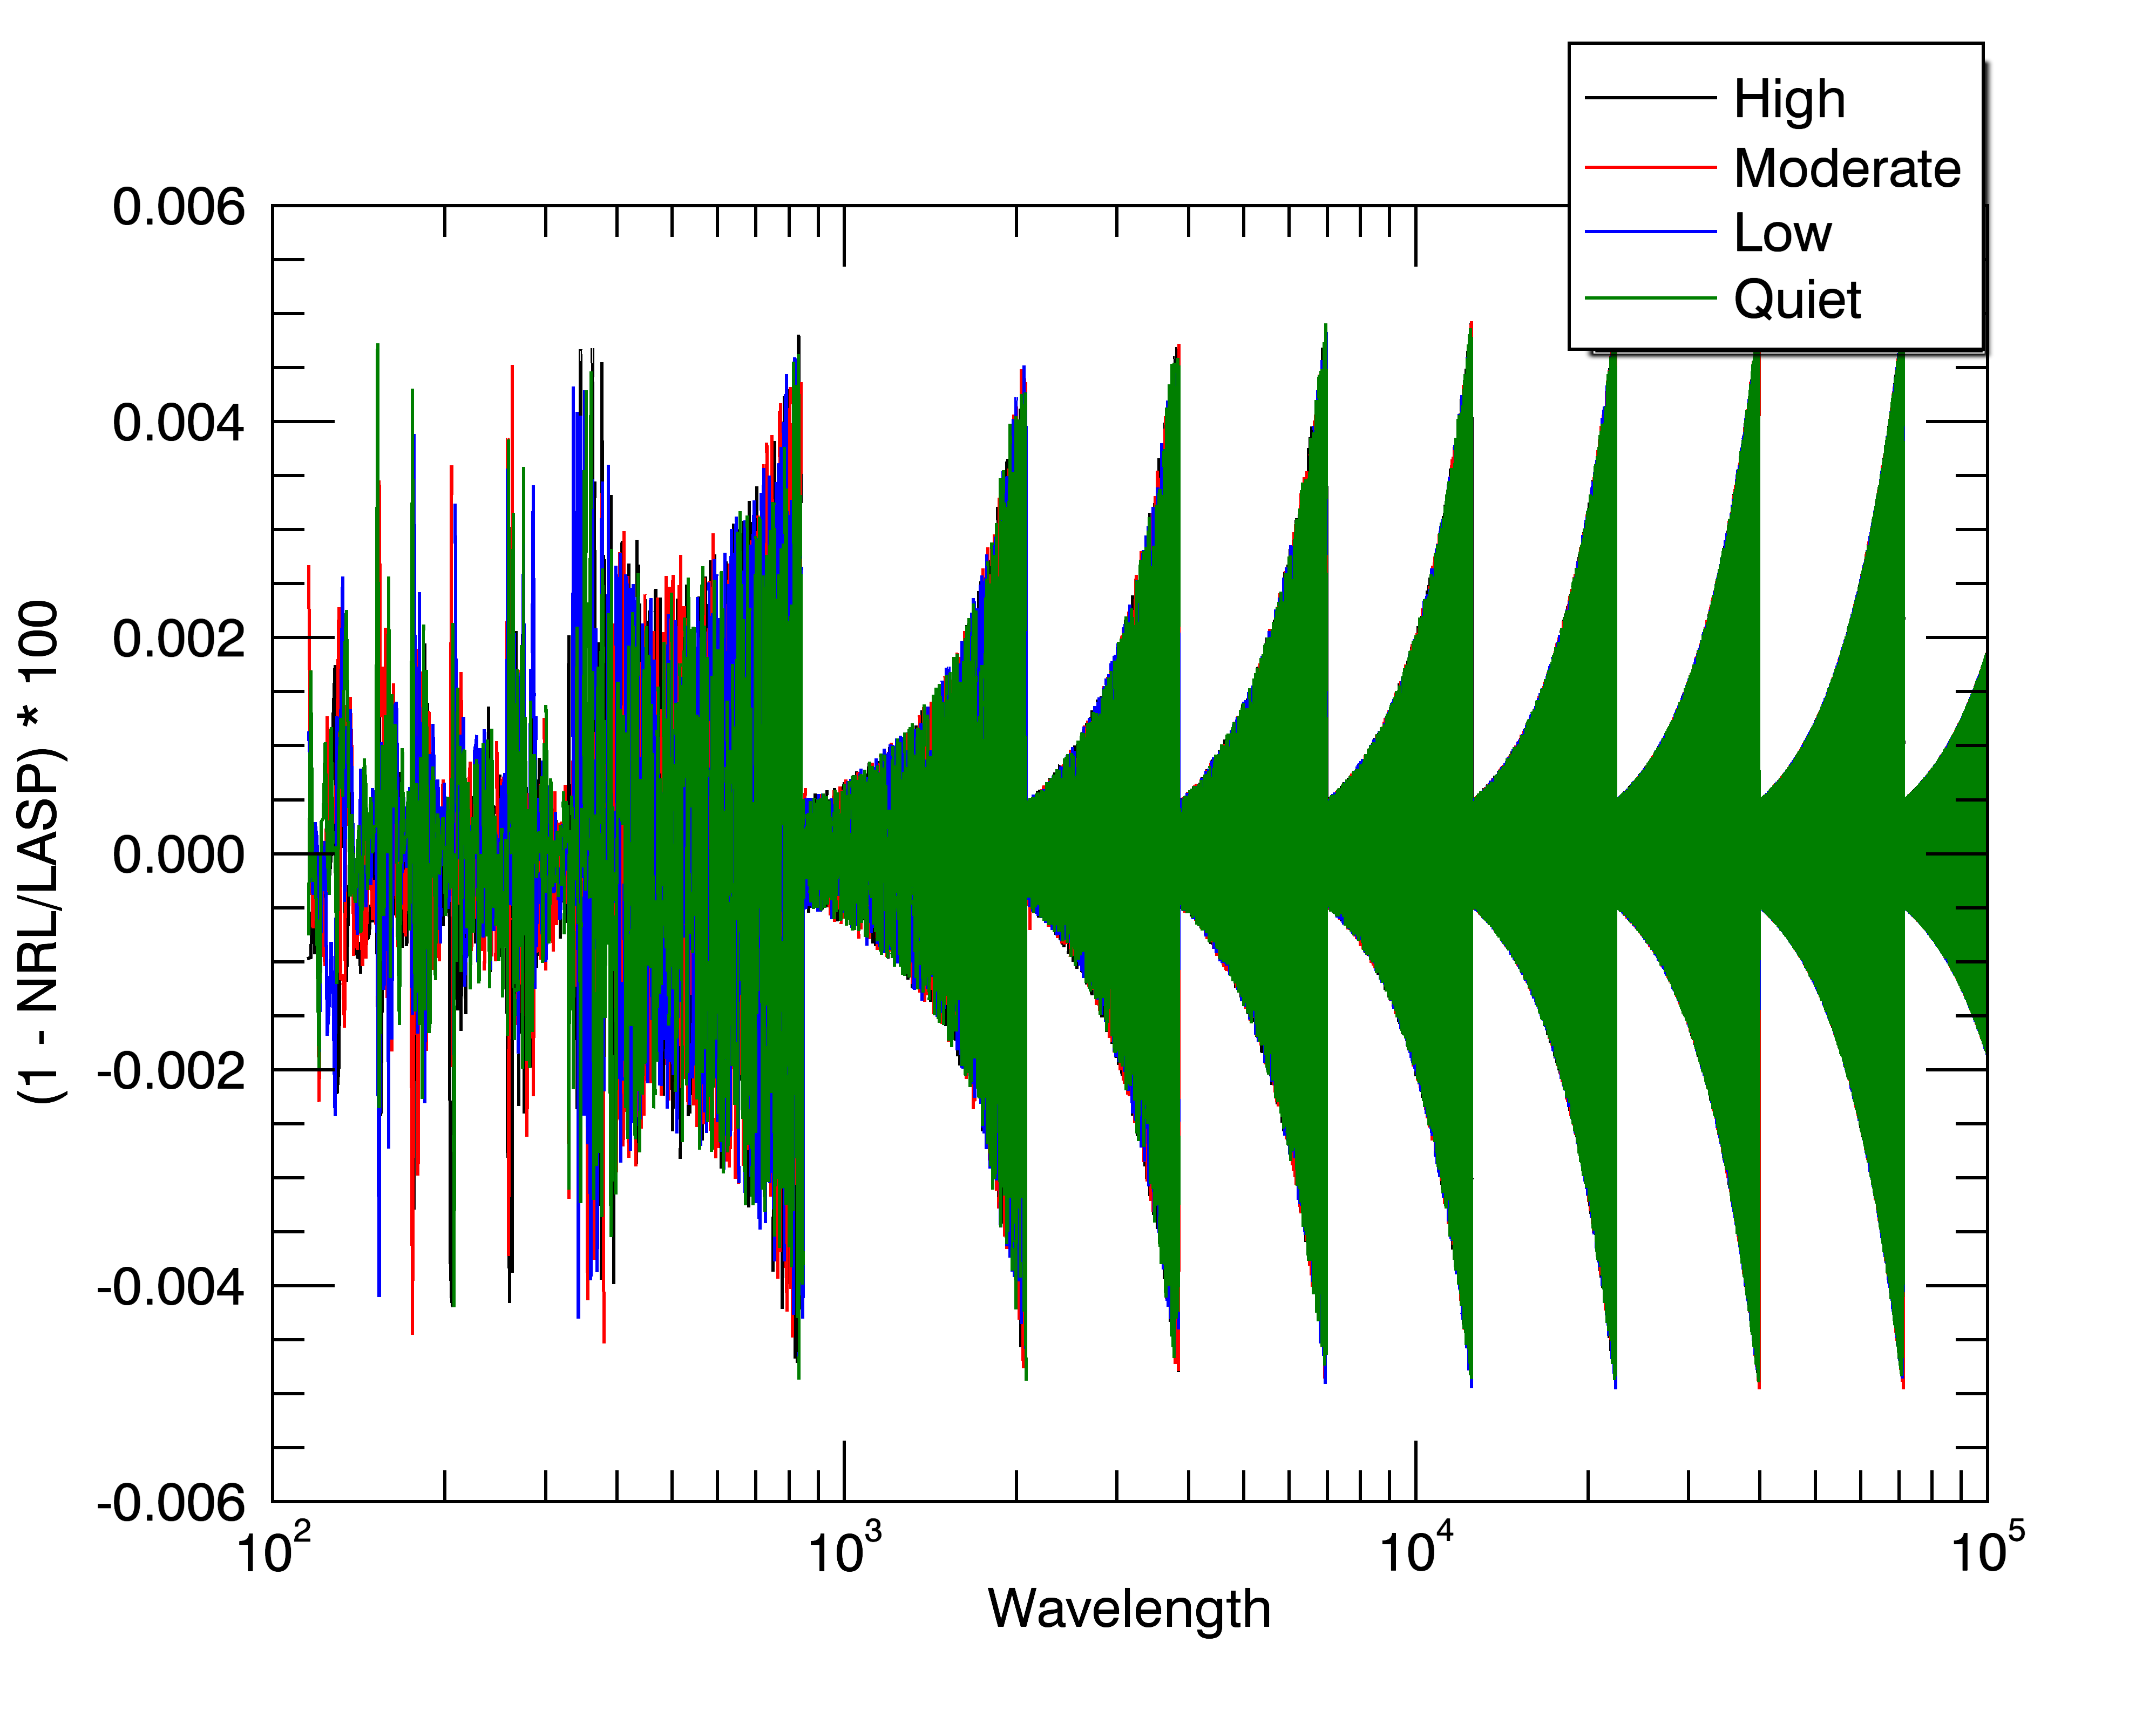 High
Moderate
Low
Quiet
0.006
0.004
0.002
0.000
-0.002
-0.004
-0.006
(1 - NRL/LASP) * 100
10² 10³ 10⁴ 10⁵
Wavelength